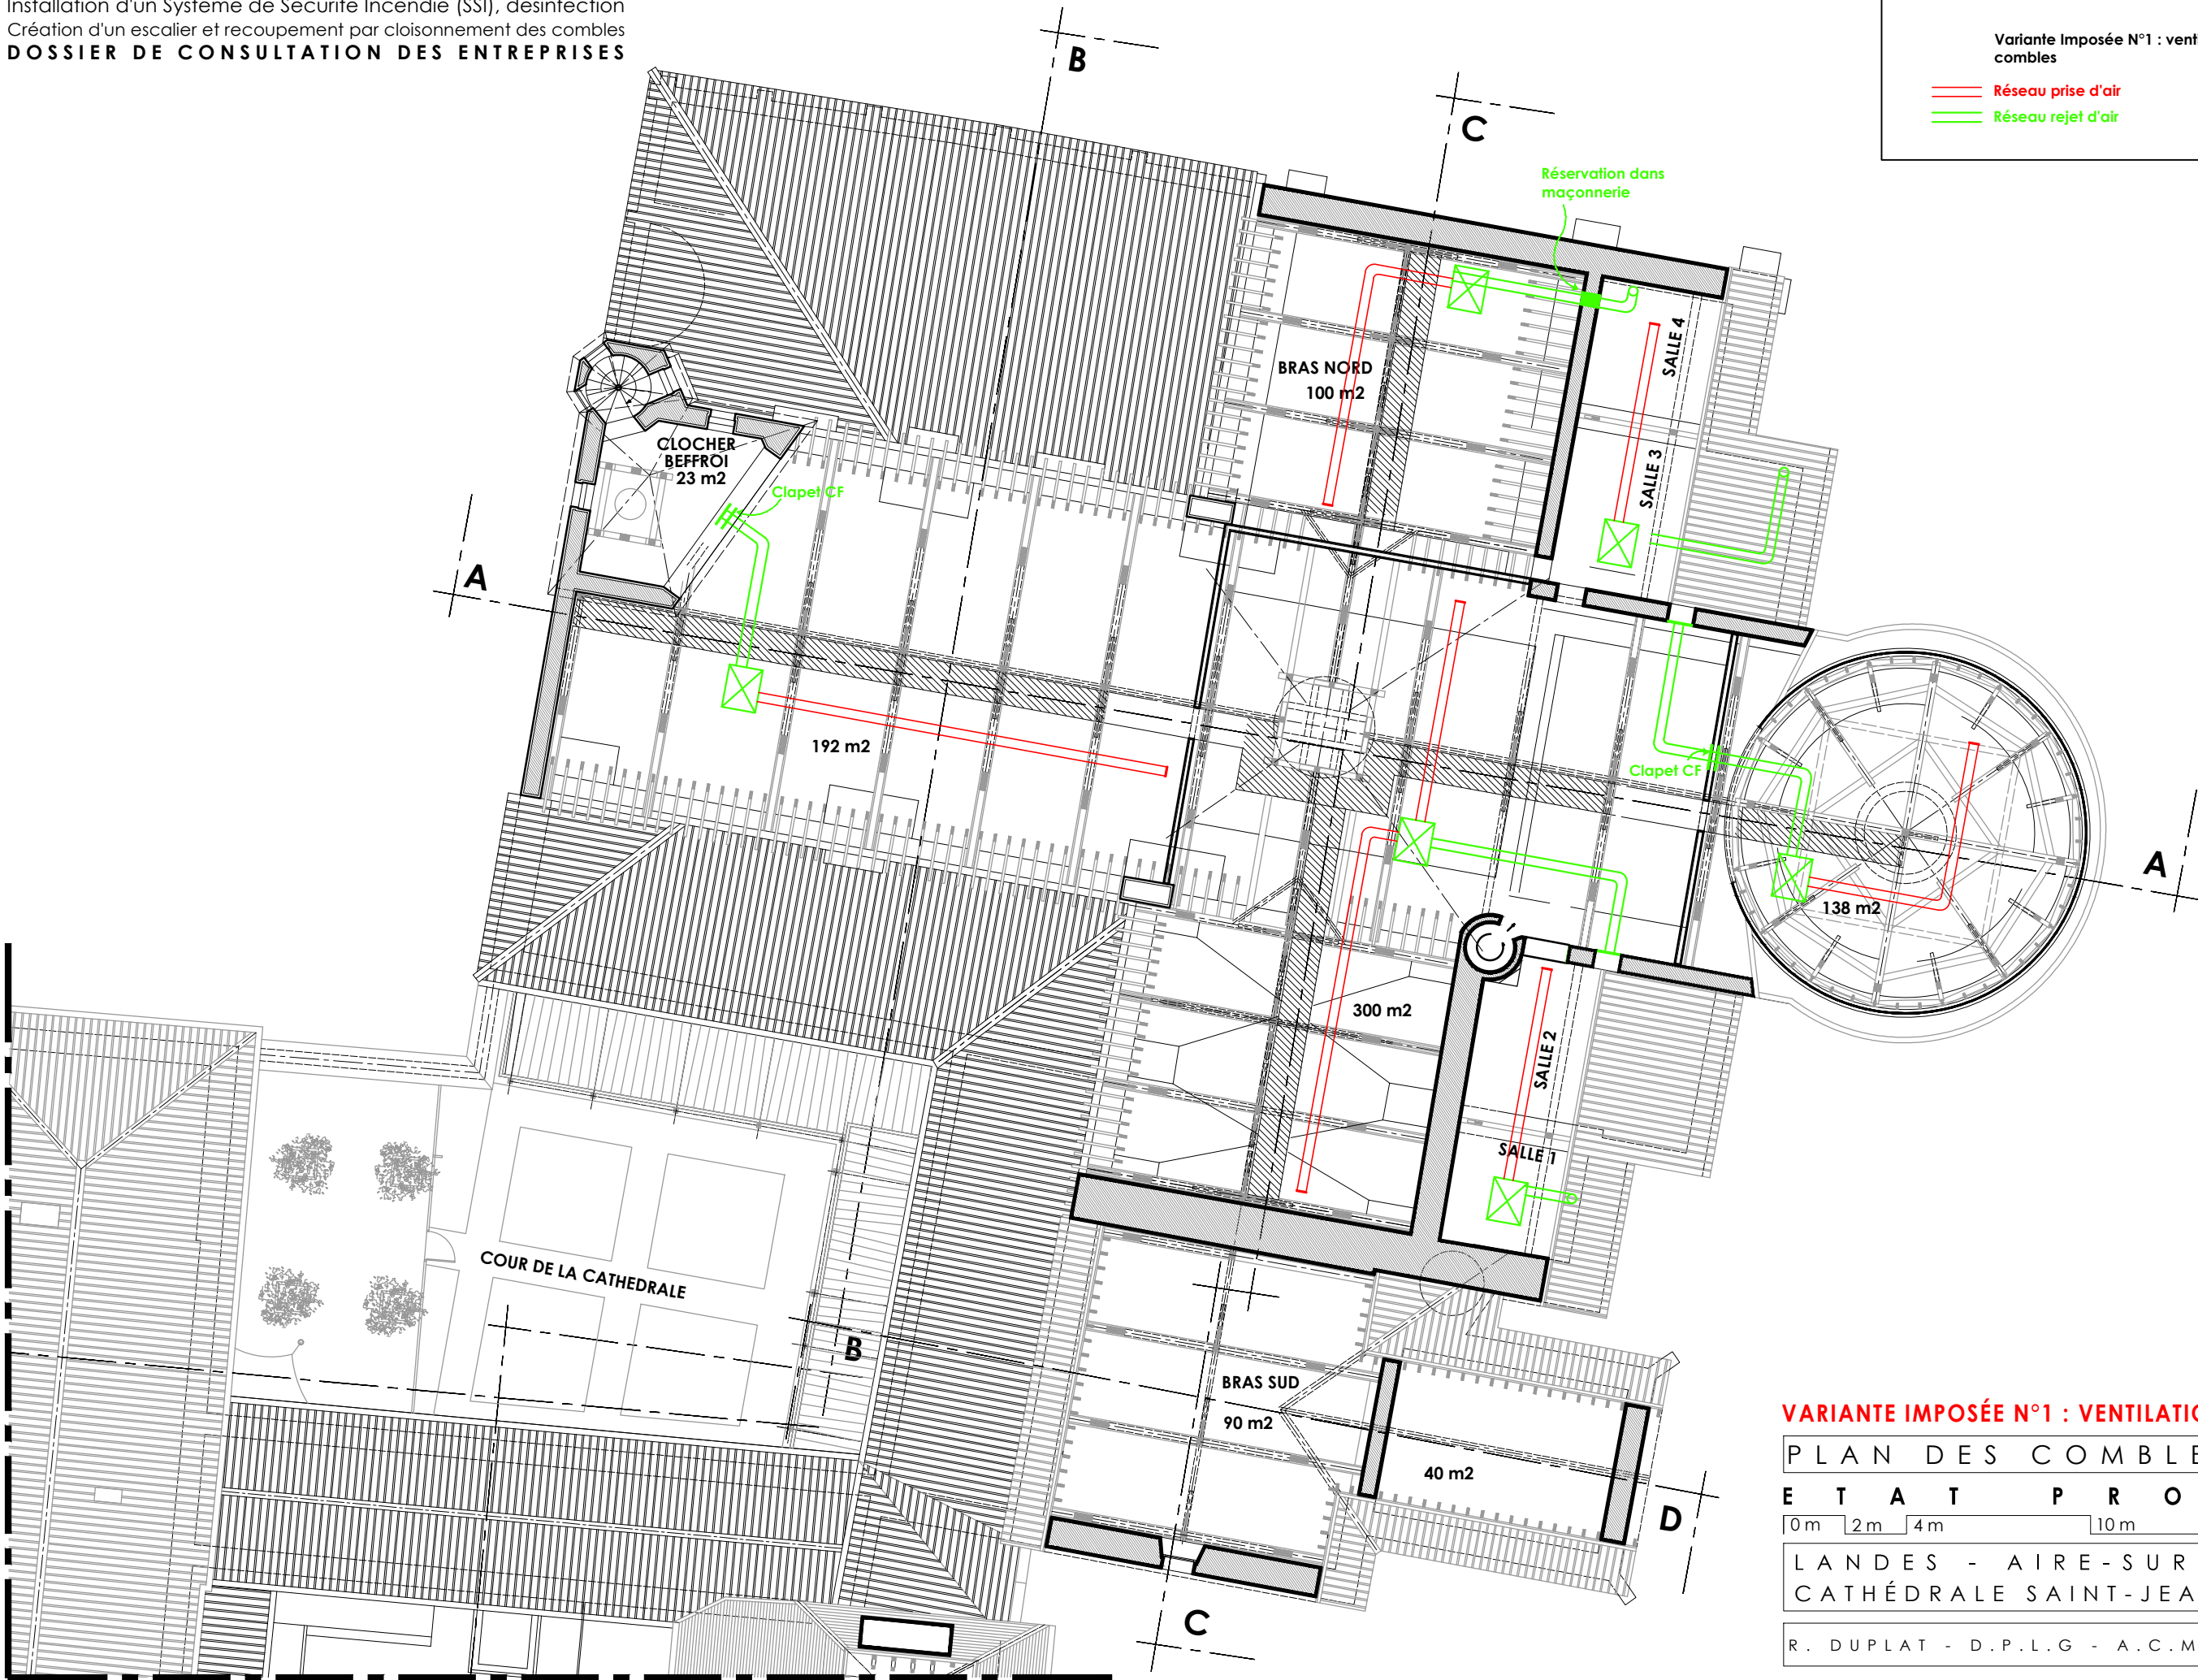 Installation d'un Système de Sécurité Incendie (SSI), désinfection
Création d'un escalier et recoupement par cloisonnement des combles
DOSSIER DE CONSULTATION DES ENTREPRISES
Variante Imposée N°1 : vent
combles
Réseau prise d'air
Réseau rejet d'air
B
C
Réservation dans
maçonnerie
SALLE 4
BRAS NORD
100 m2
CLOCHER
BEFFROI
23 m2
SALLE 3
Clapet CF
A
192 m2
Clapet CF
A
138 m2
300 m2
SALLE 2
SALLE 1
COUR DE LA CATHEDRALE
B
BRAS SUD
90 m2
40 m2
D
C
VARIANTE IMPOSÉE N°1 : VENTILATIO
PLAN DES COMBLE
ETAT PRO
0 m 2 m 4 m 10 m
LANDES - AIRE-SUR
CATHÉDRALE SAINT-JEA
R. DUPLAT - D.P.L.G - A.C.M